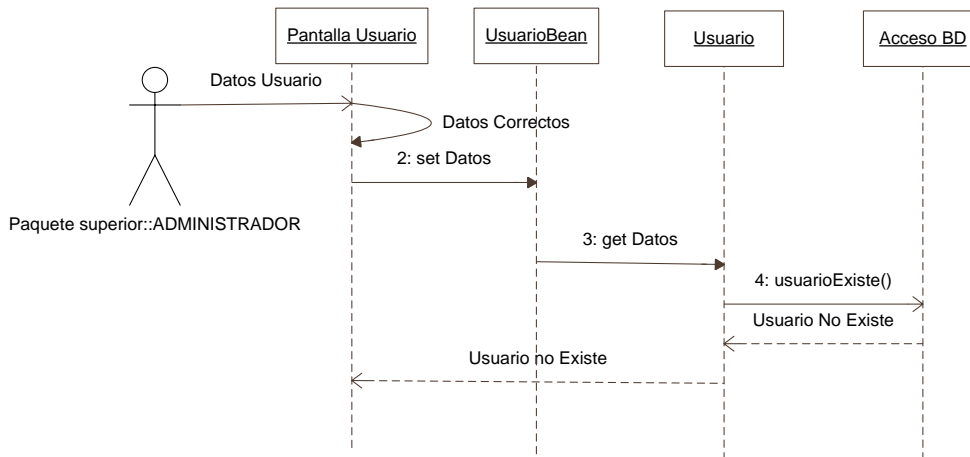 Pantalla Usuario
UsuarioBean
Usuario
Acceso BD
Datos Usuario
Datos Correctos
2: set Datos
Paquete superior::ADMINISTRADOR
3: get Datos
4: usuarioExiste()
Usuario No Existe
Usuario no Existe